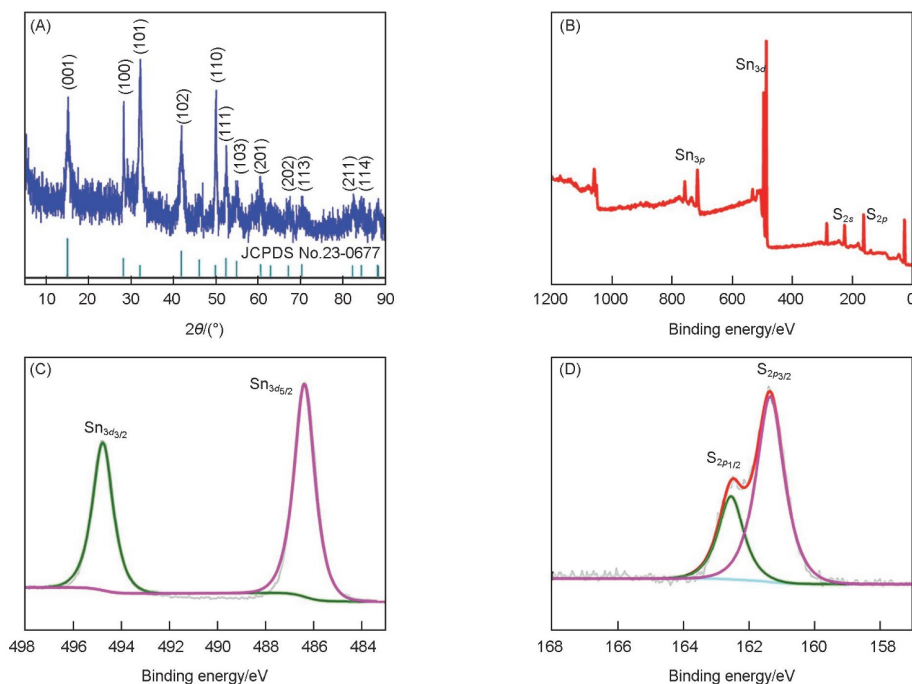 (A)
(001)
(100)
(101)
(102)
(110)
(111)
(103)
(201)
(202)
(113)
(211)
(114)
JCPDS No.23-0677
10 20 30 40 50 60 70 80 90
2θ/(°)
(B)
Sn3d
Sn3p
S2s
S2p
1200 1000 800 600 400 200 0
Binding energy/eV
(C)
Sn3d3/2
Sn3d5/2
498 496 494 492 490 488 486 484
Binding energy/eV
(D)
S2p3/2
S2p1/2
168 166 164 162 160 158
Binding energy/eV